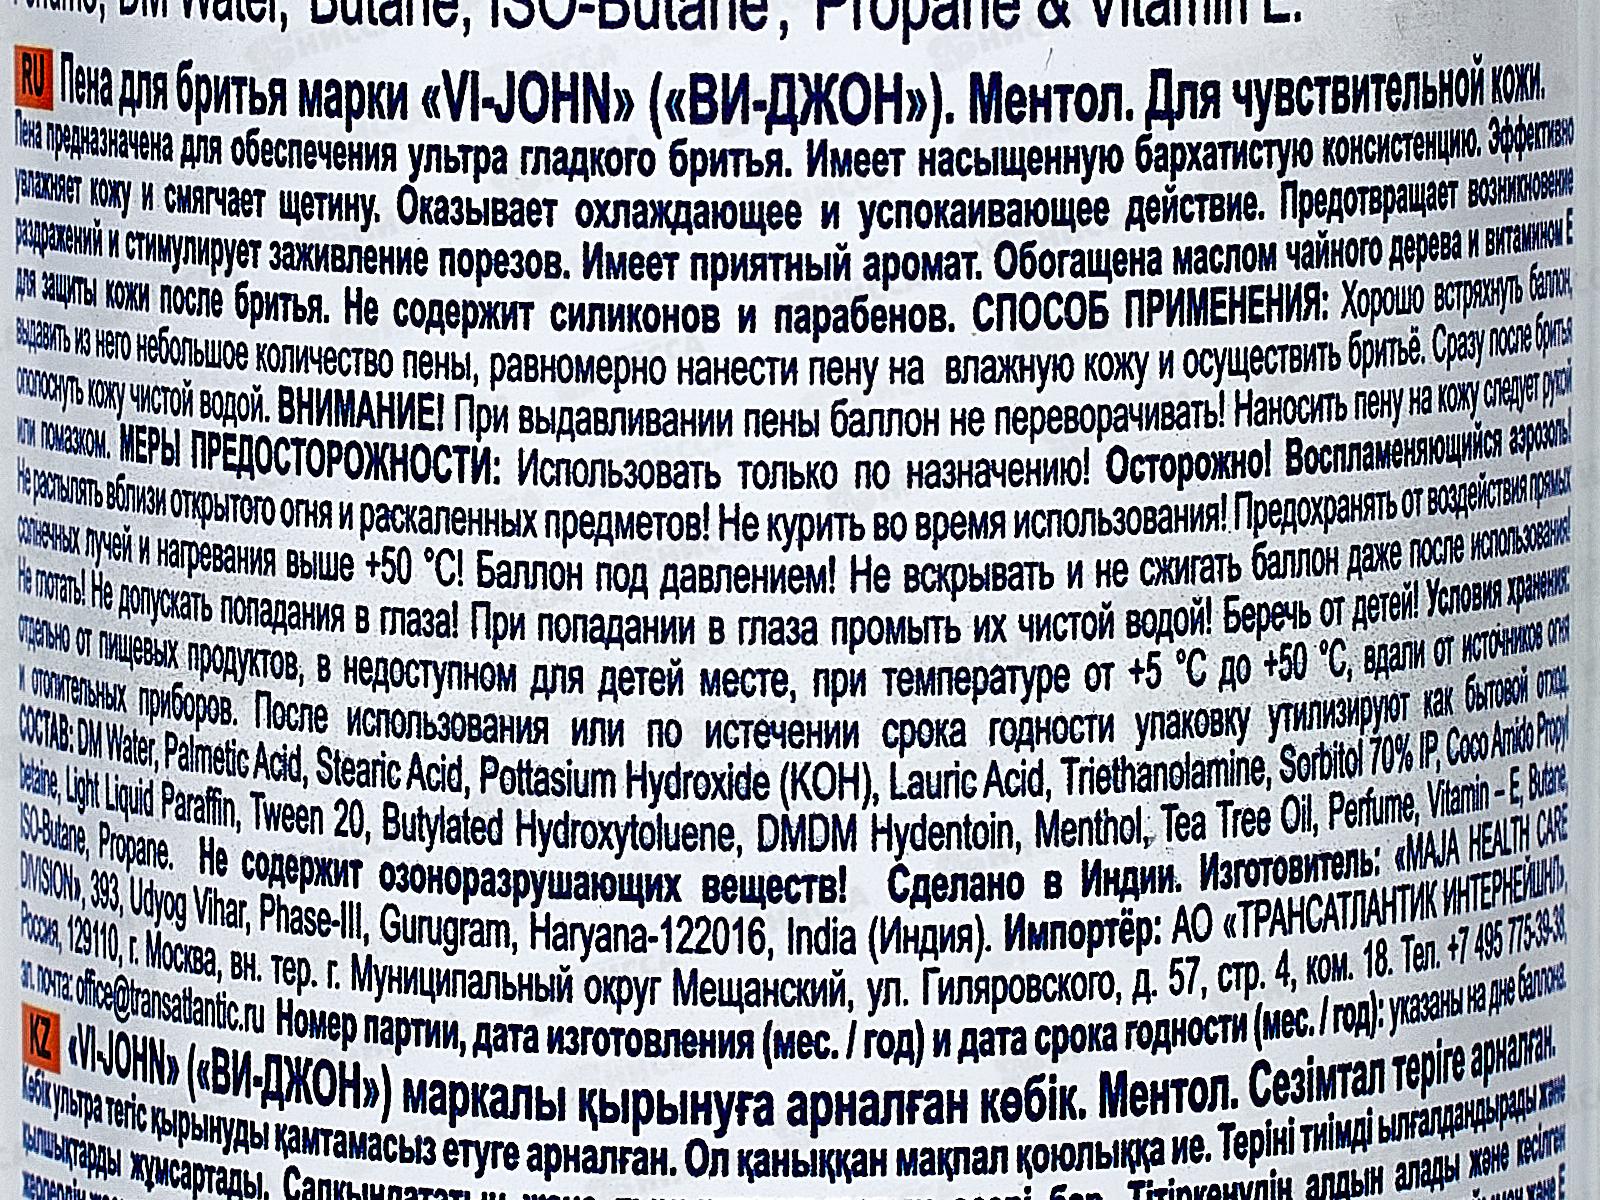 DM Water, Butane, ISO-Butane, Propane & Vitamin E.
RU Пена для бритья марки «VI-JOHN» («ВИ-ДЖОН»). Ментол. Для чувствительной кожи.
Пена предназначена для обеспечения ультра гладкого бритья. Имеет насыщенную бархатистую консистенцию. Эффективно
увлажняет кожу и смягчает щетину. Оказывает охлаждающее и успокаивающее действие. Предотвращает возникновение
раздражений и стимулирует заживление порезов. Имеет приятный аромат. Обогащена маслом чайного дерева и витамином Е
для защиты кожи после бритья. Не содержит силиконов и парабенов. СПОСОБ ПРИМЕНЕНИЯ: Хорошо встряхнуть баллон,
выдавить из него небольшое количество пены, равномерно нанести пену на влажную кожу и осуществить бритьё. Сразу после бритья
ополоснуть кожу чистой водой. ВНИМАНИЕ! При выдавливании пены баллон не переворачивать! Наносить пену на кожу следует рукой
или помазком. МЕРЫ ПРЕДОСТОРОЖНОСТИ: Использовать только по назначению! Осторожно! Воспламеняющийся аэрозоль!
Не распылять вблизи открытого огня и раскаленных предметов! Не курить во время использования! Предохранять от воздействия прямых
солнечных лучей и нагревания выше +50 °C! Баллон под давлением! Не вскрывать и не сжигать баллон даже после использования!
Не глотать! Не допускать попадания в глаза! При попадании в глаза промыть их чистой водой! Беречь от детей! Условия хранения:
отдельно от пищевых продуктов, в недоступном для детей месте, при температуре от +5 °C до +50 °C, вдали от источников огня
и отопительных приборов. После использования или по истечении срока годности упаковку утилизируют как бытовой отход.
СОСТАВ: DM Water, Palmetic Acid, Stearic Acid, Pottasium Hydroxide (KOH), Lauric Acid, Triethanolamine, Sorbitol 70% IP, Coco Amido Propyl
betaine, Light Liquid Paraffin, Tween 20, Butylated Hydroxytoluene, DMDM Hydentoin, Menthol, Tea Tree Oil, Perfume, Vitamin – E, Butane,
ISO-Butane, Propane. Не содержит озоноразрушающих веществ! Сделано в Индии. Изготовитель: «MAJA HEALTH CARE
DIVISION», 393, Udyog Vihar, Phase-III, Gurugram, Haryana-122016, India (Индия). Импортёр: АО «ТРАНСАТЛАНТИК ИНТЕРНЕЙШНЛ»,
Россия, 129110, г. Москва, вн. тер. г. Муниципальный округ Мещанский, ул. Гиляровского, д. 57, стр. 4, ком. 18. Тел. +7 495 775-39-38,
эл. почта: office@transatlantic.ru Номер партии, дата изготовления (мес. / год) и дата срока годности (мес. / год): указаны на дне баллона.
KZ «VI-JOHN» («ВИ-ДЖОН») маркалы қырынуға арналған көбік. Ментол. Сезімтал теріге арналған.
Көбік ультра тегіс қырынуды қамтамасыз етуге арналған. Ол қаныққан мақпал қоюлыққа ие. Теріні тиімді ылғалдандырады және
қылшықтарды жұмсартады. алдын алады және кесілген